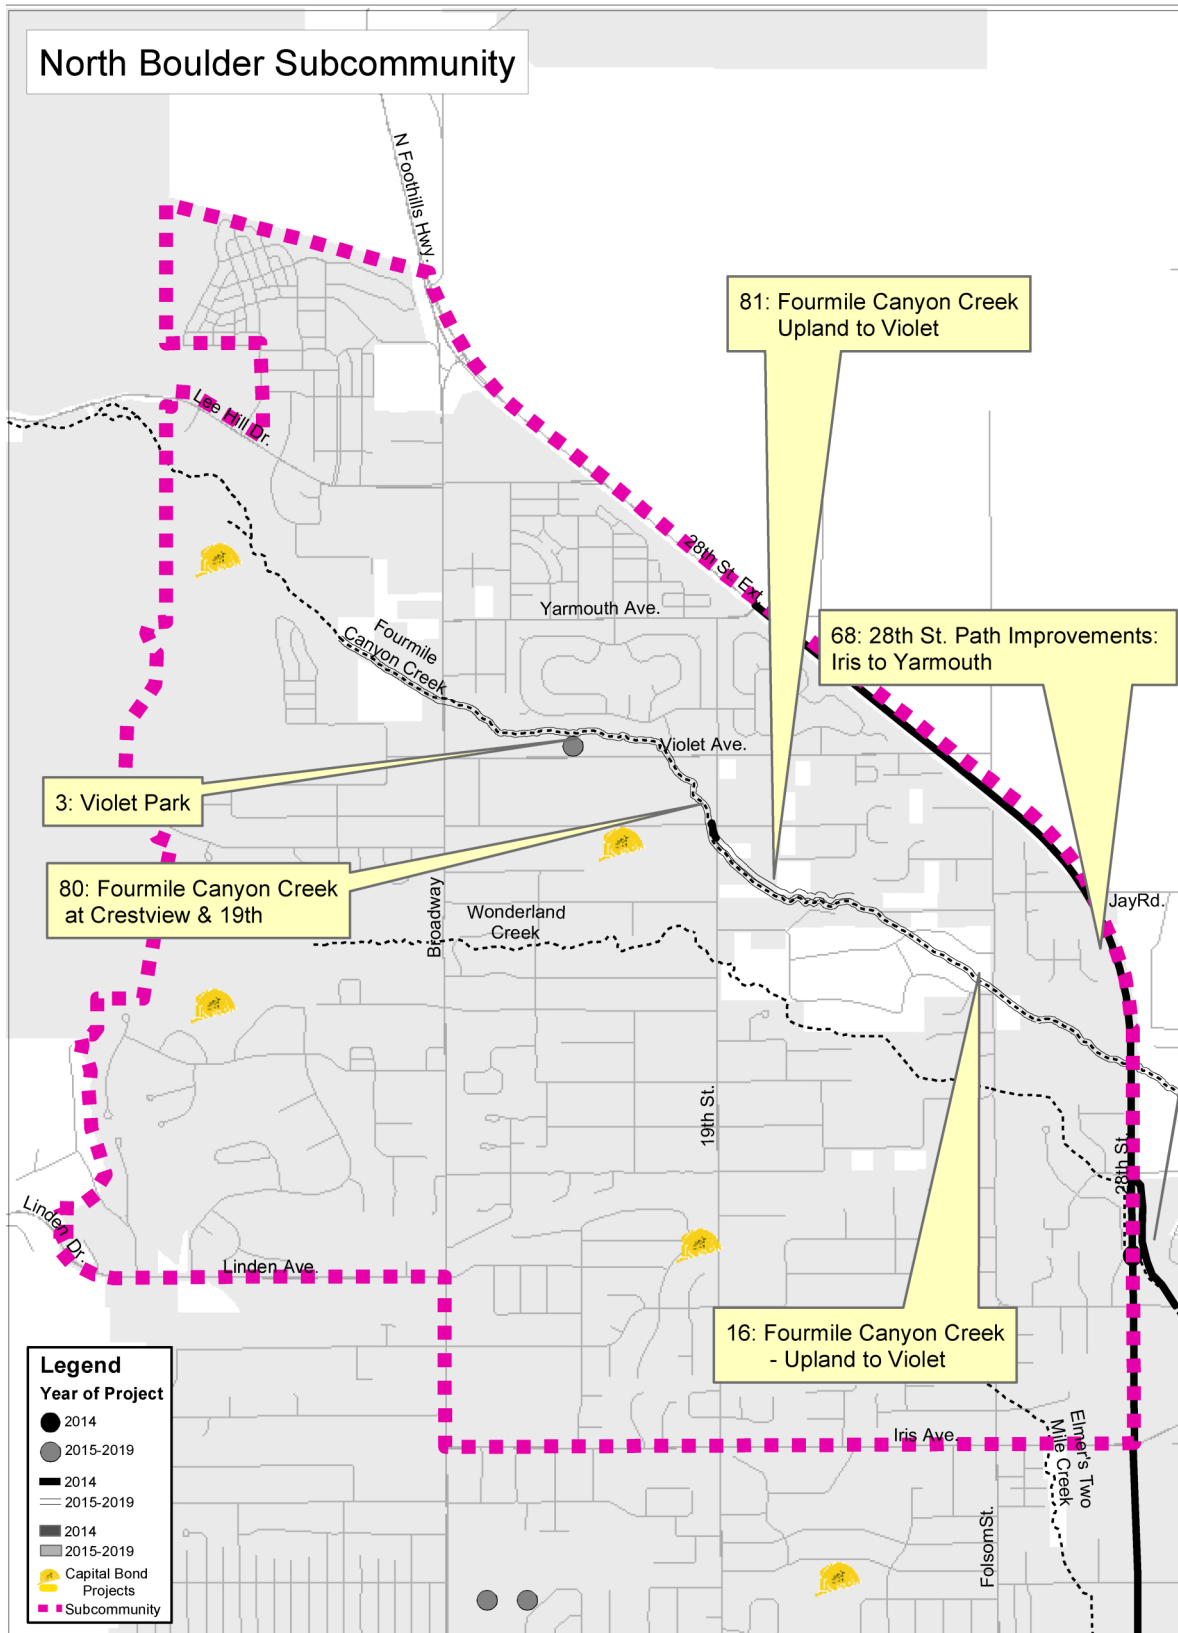 North Boulder Subcommunity
N Foothills Hwy.
81: Fourmile Canyon Creek
Upland to Violet
Lee Hill Dr.
28th St. Ext.
Yarmouth Ave.
Fourmile
Canyon Creek
68: 28th St. Path Improvements:
Iris to Yarmouth
Violet Ave.
3: Violet Park
80: Fourmile Canyon Creek
at Crestview & 19th
Broadway
Wonderland
Creek
JayRd.
19th St.
28th St.
Linden Dr.
Linden Ave.
16: Fourmile Canyon Creek
- Upland to Violet
Iris Ave.
Elmer's Two
Mile Creek
FolsomSt.
Legend
Year of Project
2014
2015-2019
2014
2015-2019
2014
2015-2019
Capital Bond
Projects
Subcommunity